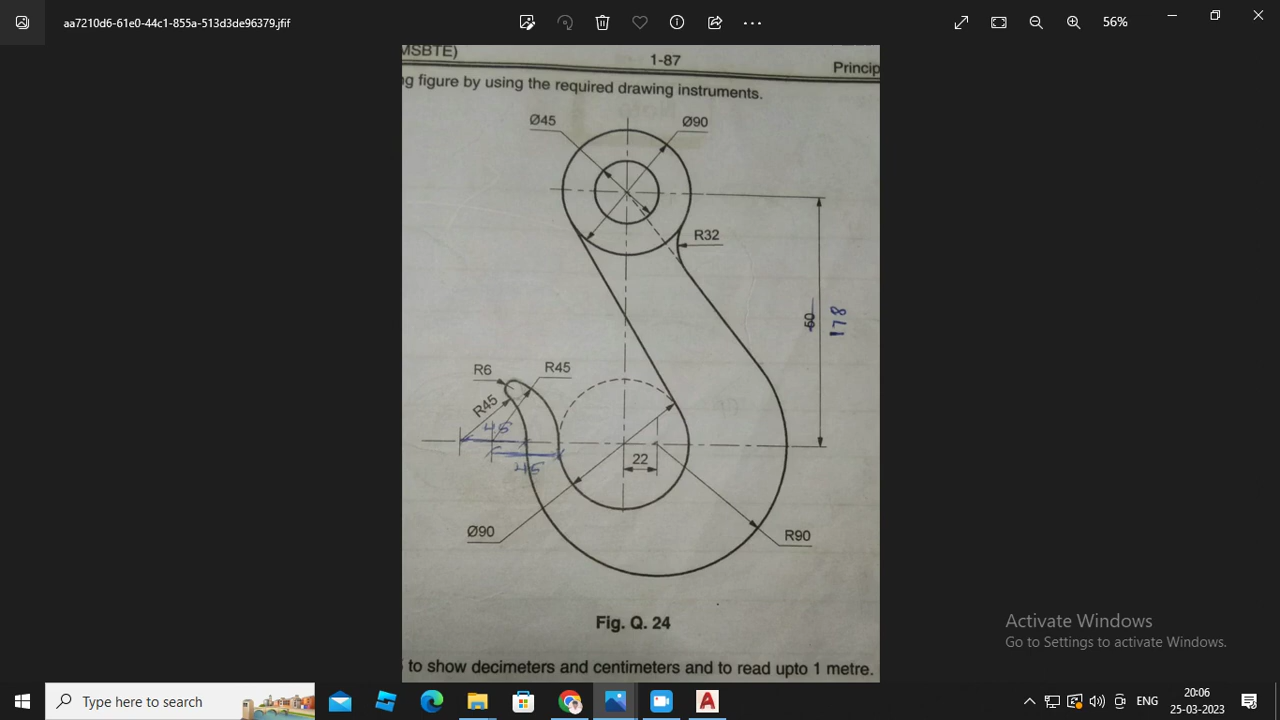 aa7210d6-61e0-44c1-855a-513d3de96379.jfif
56%
MSBTE)
1-87
Princip
ng figure by using the required drawing instruments.
Ø45
Ø90
R32
60
178
R6
R45
R45
45
45
22
Ø90
R90
Fig. Q. 24
to show decimeters and centimeters and to read upto 1 metre.
Activate Windows
Go to Settings to activate Windows.
Type here to search
ENG
20:06
25-03-2023